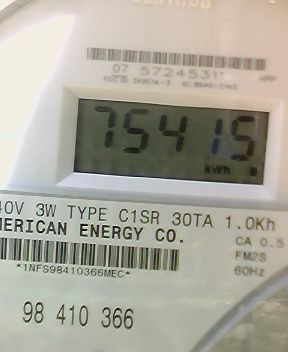 07 57245311
75415
kWh
40V 3W TYPE C1SR 30TA 1.0Kh
MERICAN ENERGY CO.
CA 0.5
FM2S
60Hz
*1NFS98410366MEC*
98 410 366